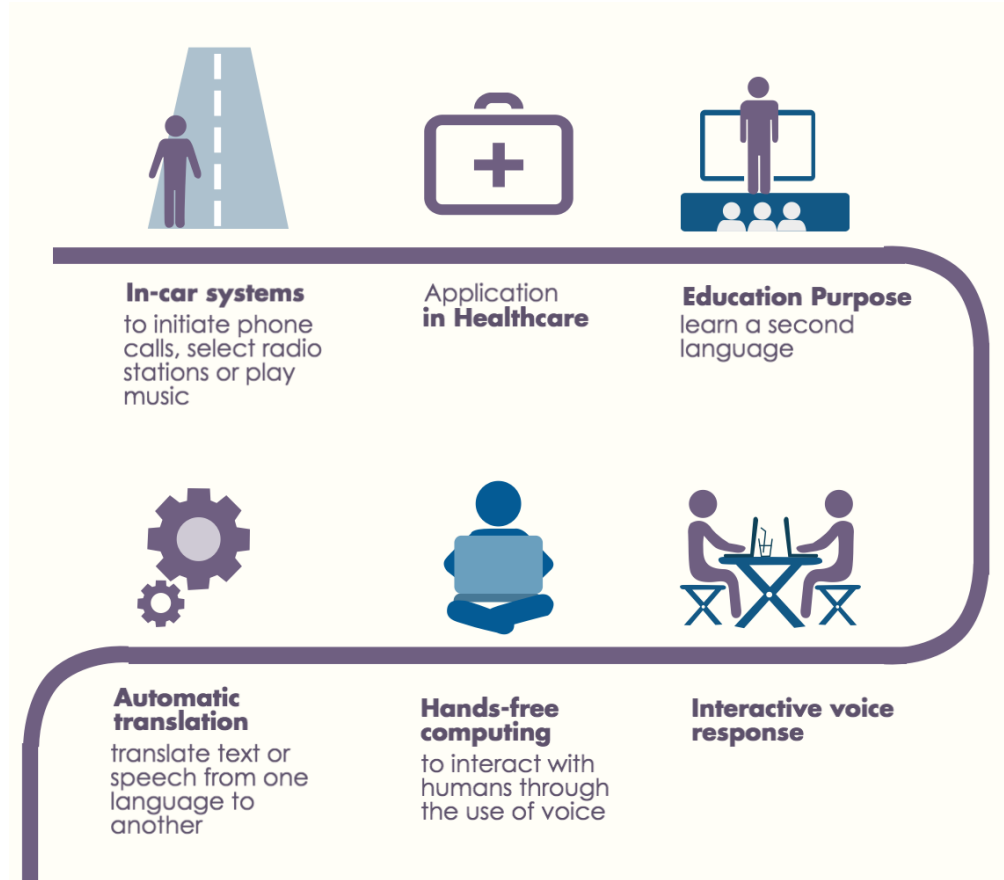 In-car systems
to initiate phone
calls, select radio
stations or play
music
Application
in Healthcare
Education Purpose
learn a second
language
Automatic
translation
translate text or
speech from one
language to
another
Hands-free
computing
to interact with
humans through
the use of voice
Interactive voice
response